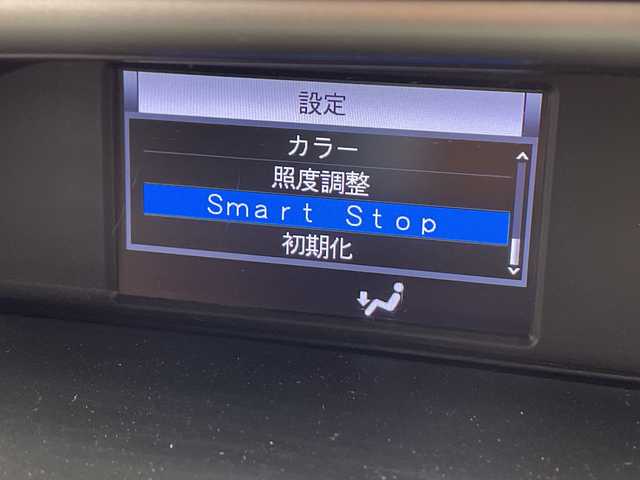 設定
カラー
照度調整
Smart Stop
初期化